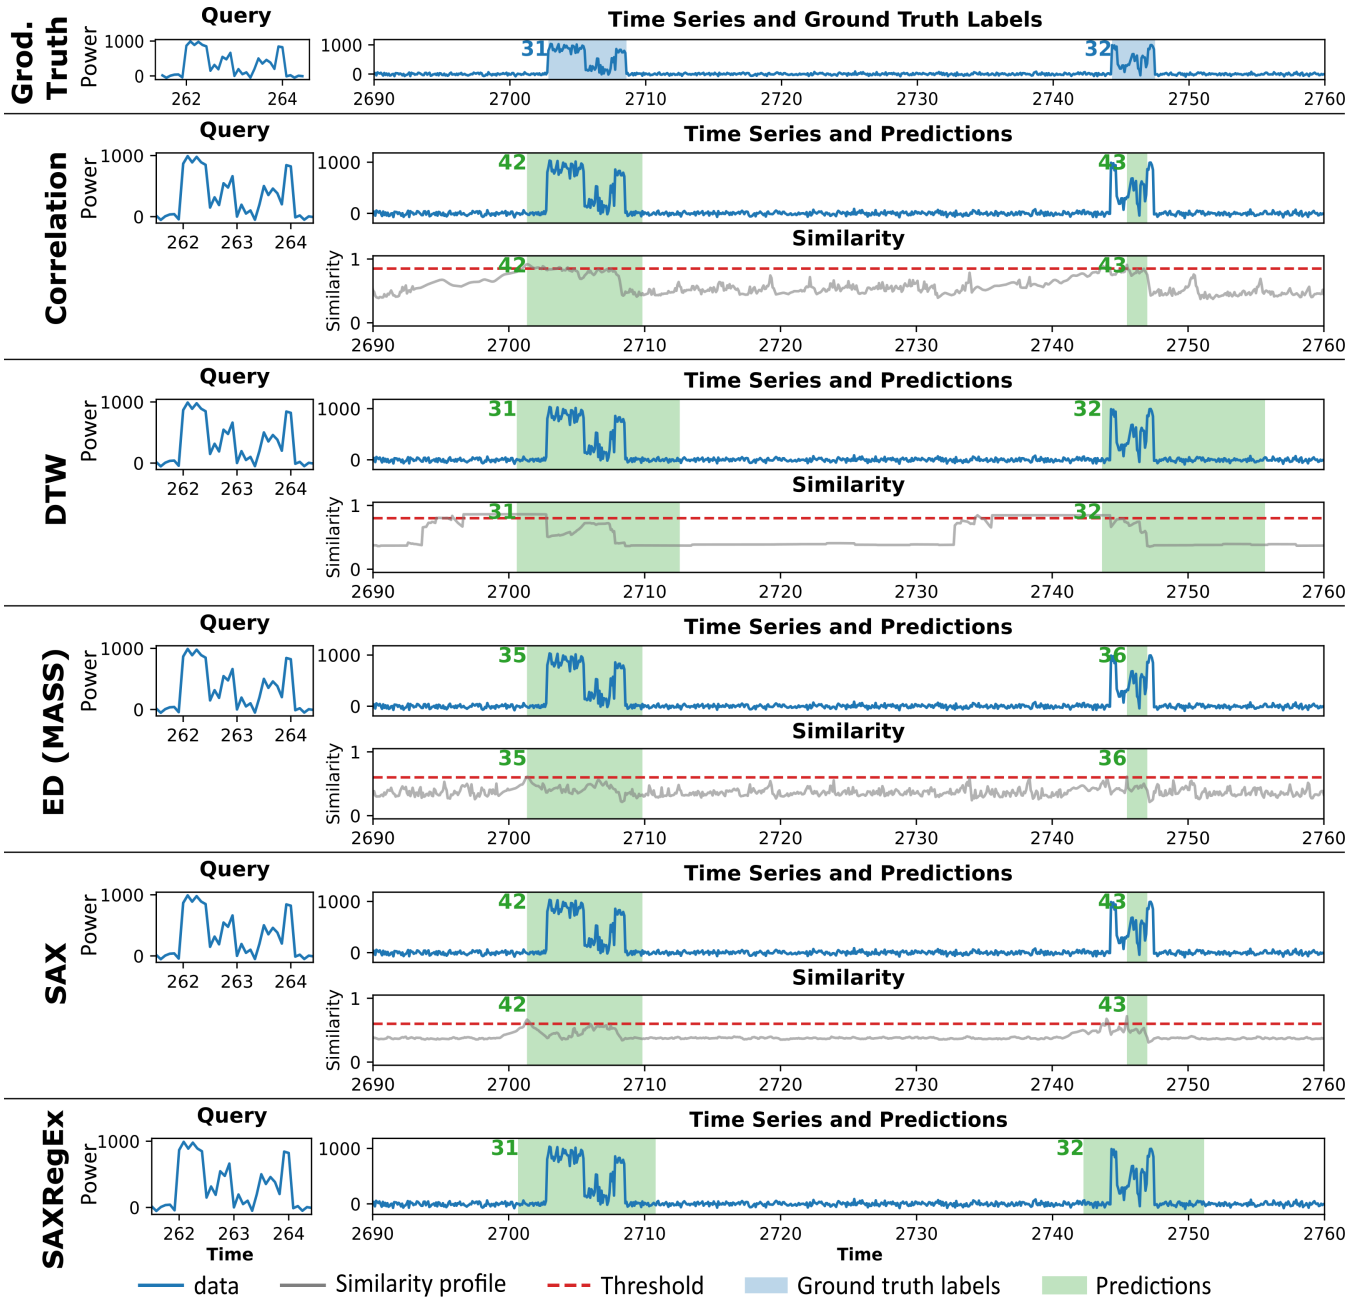 Grod.
Truth
Query
Time Series and Ground Truth Labels
Power
1000
0
262 264
1000
0
31 32
2690 2700 2710 2720 2730 2740 2750 2760
Correlation
Query
Time Series and Predictions
Power
1000
0
262 263 264
1000
0
42 43
Similarity
Similarity
1
0
42 43
2690 2700 2710 2720 2730 2740 2750 2760
DTW
Query
Time Series and Predictions
Power
1000
0
262 263 264
1000
0
31 32
Similarity
Similarity
1
0
31 32
2690 2700 2710 2720 2730 2740 2750 2760
ED (MASS)
Query
Time Series and Predictions
Power
1000
0
262 263 264
1000
0
35 36
Similarity
Similarity
1
0
35 36
2690 2700 2710 2720 2730 2740 2750 2760
SAX
Query
Time Series and Predictions
Power
1000
0
262 263 264
1000
0
42 43
Similarity
Similarity
1
0
42 43
2690 2700 2710 2720 2730 2740 2750 2760
SAXRegEx
Query
Time Series and Predictions
Power
1000
0
262 263 264
Time
1000
0
31 32
2690 2700 2710 2720 2730 2740 2750 2760
Time
data Similarity profile Threshold Ground truth labels Predictions